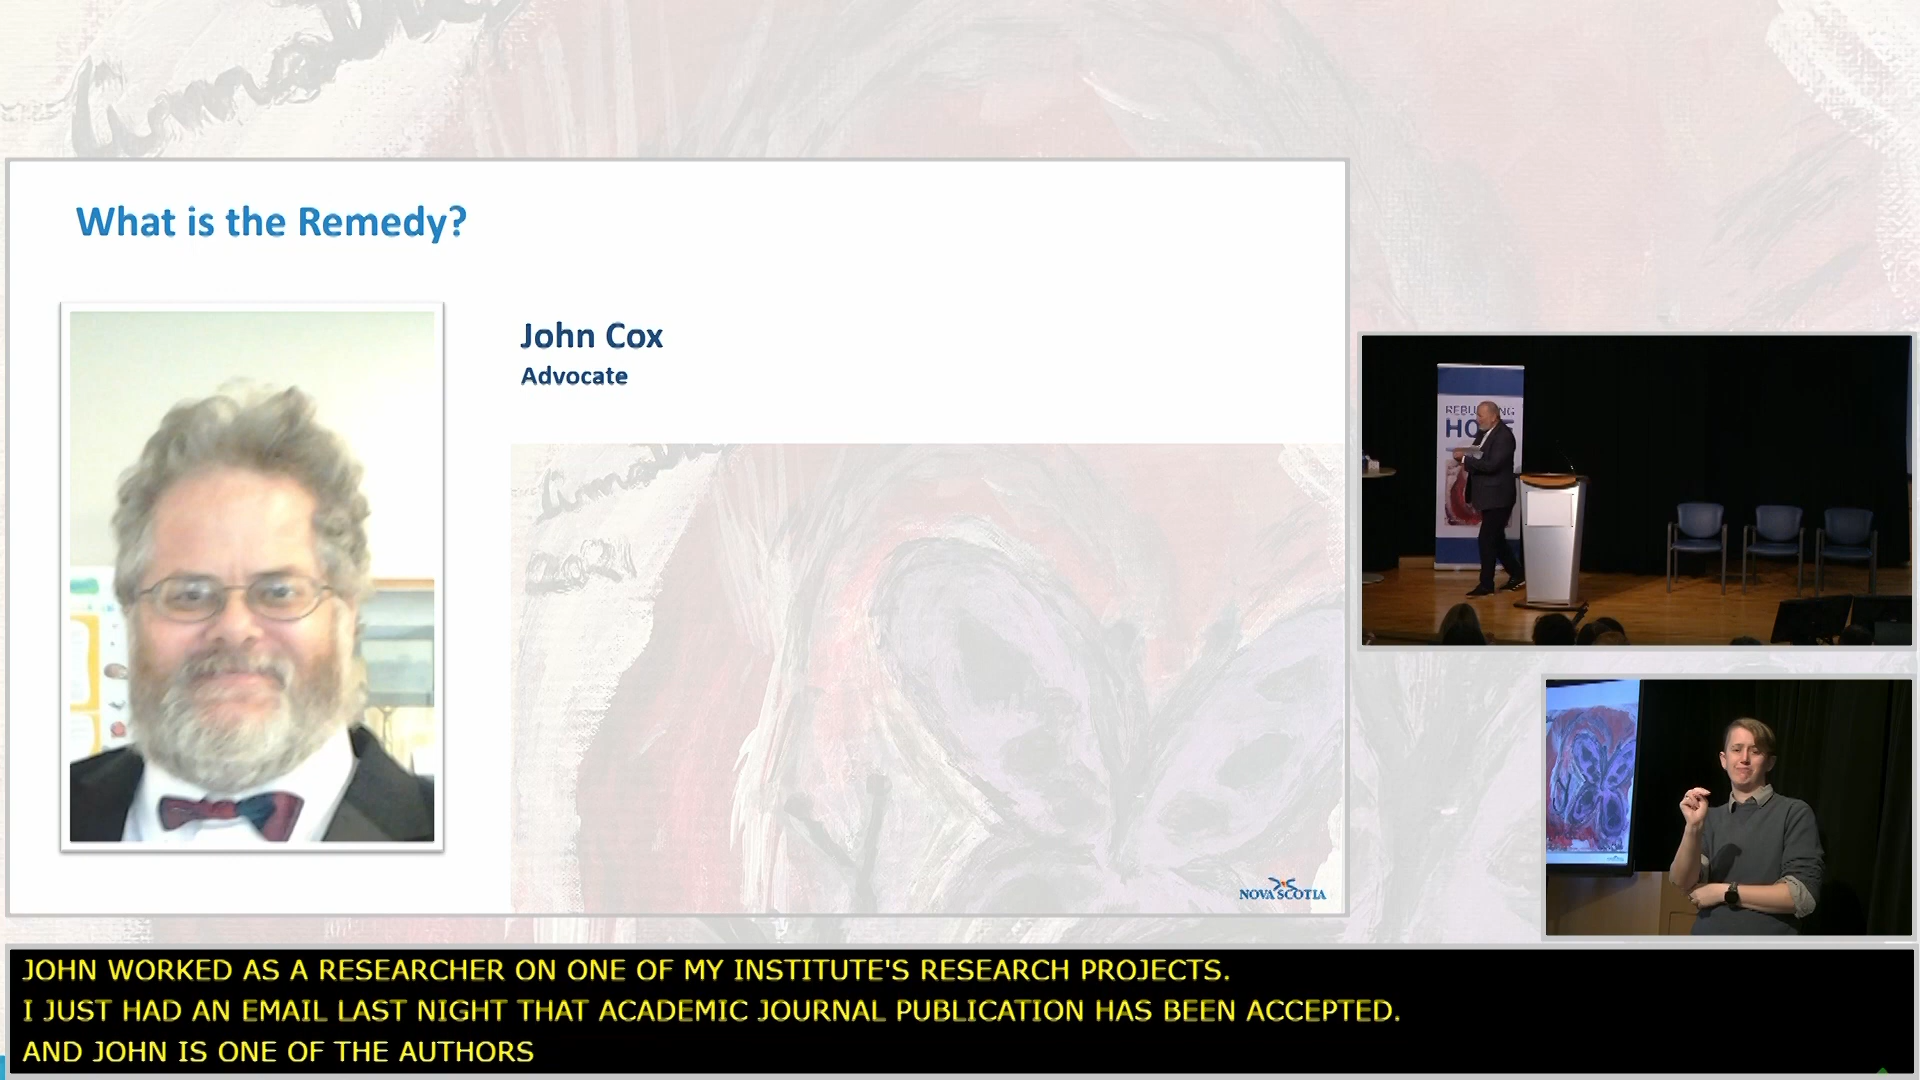 What is the Remedy?
John Cox
Advocate
2021
NOVA SCOTIA
JOHN WORKED AS A RESEARCHER ON ONE OF MY INSTITUTE'S RESEARCH PROJECTS.
I JUST HAD AN EMAIL LAST NIGHT THAT ACADEMIC JOURNAL PUBLICATION HAS BEEN ACCEPTED.
AND JOHN IS ONE OF THE AUTHORS